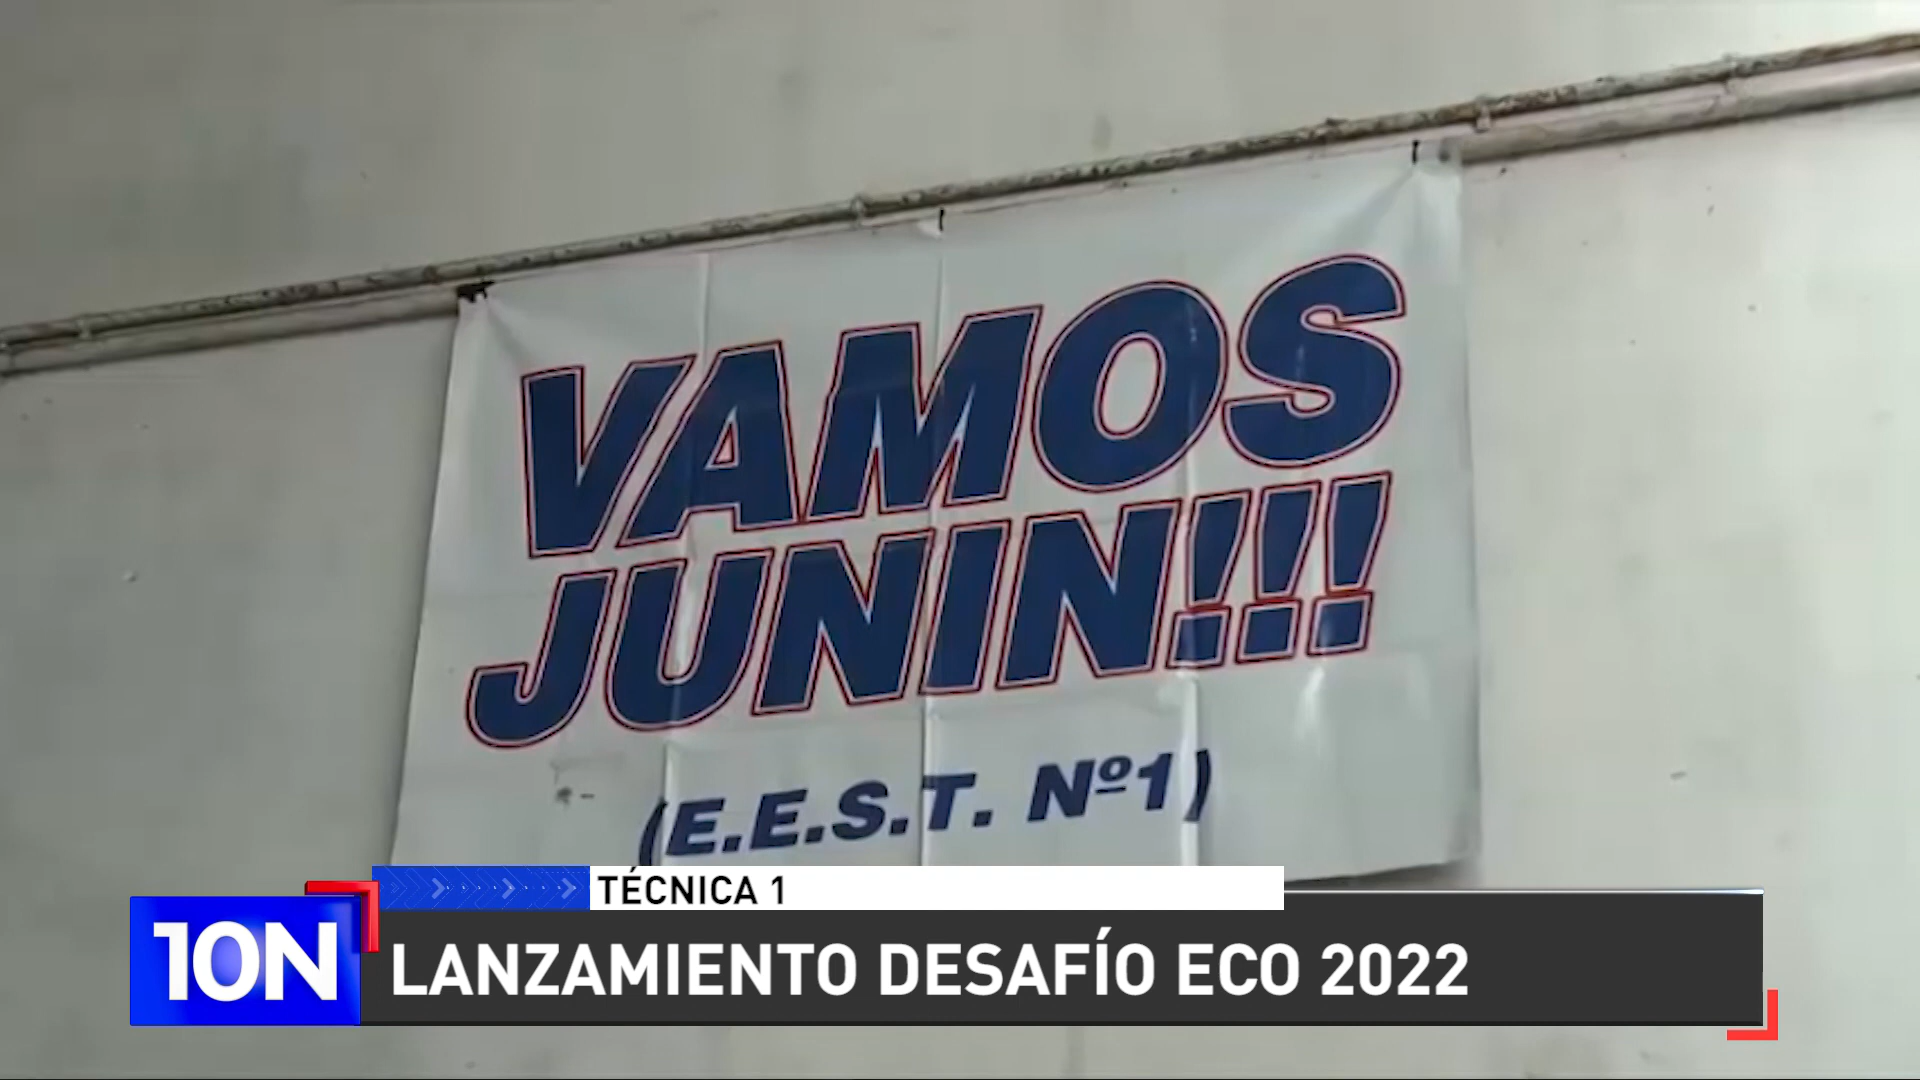 VAMOS
JUNIN!!!
(E.E.S.T. Nº1)
TÉCNICA 1
10N
LANZAMIENTO DESAFÍO ECO 2022